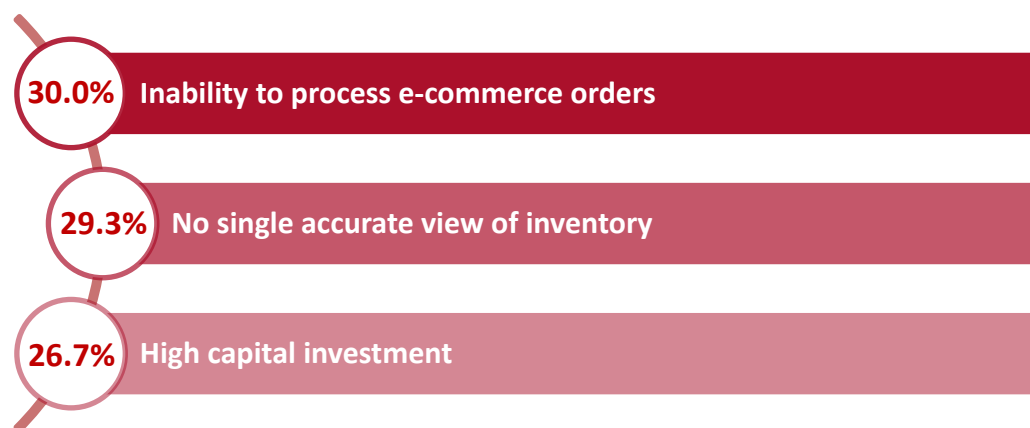 30.0% Inability to process e-commerce orders
29.3% No single accurate view of inventory
26.7% High capital investment